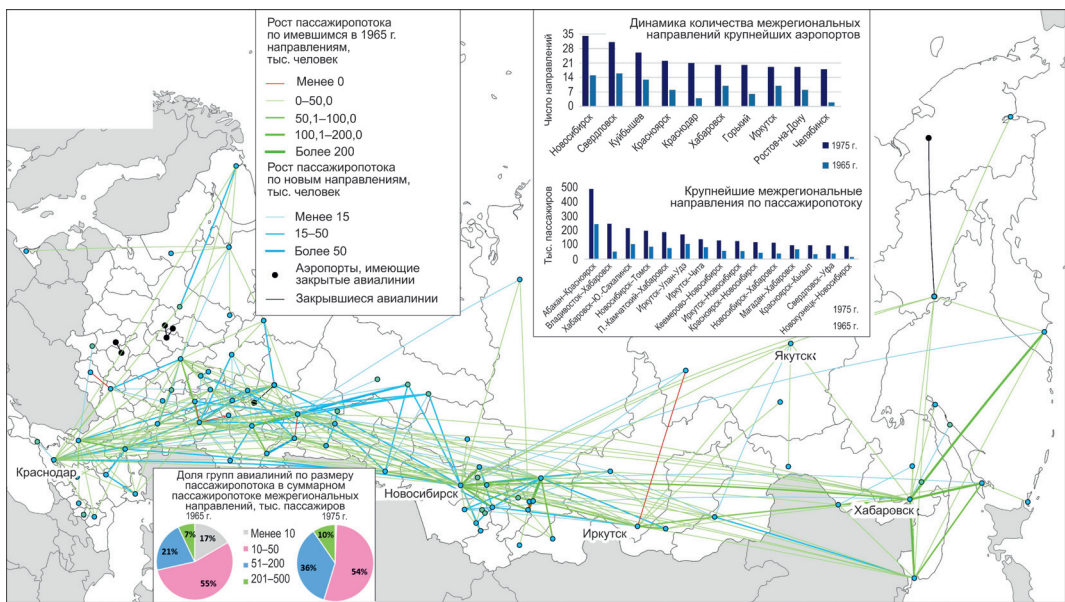 Рост пассажиропотока
по имевшимся в 1965 г.
направлениям,
тыс. человек
Менее 0
0–50,0
50,1–100,0
100,1–200,0
Более 200
Рост пассажиропотока
по новым направлениям,
тыс. человек
Менее 15
15–50
Более 50
Аэропорты, имеющие
закрытые авиалинии
Закрывшиеся авиалинии
Динамика количества межрегиональных
направлений крупнейших аэропортов
Число направлений
35
28
21
14
7
0
Новосибирск
Свердловск
Куйбышев
Красноярск
Краснодар
Хабаровск
Горький
Иркутск
Ростов-на-Дону
Челябинск
1975 г.
1965 г.
Крупнейшие межрегиональные
направления по пассажиропотоку
Тыс. пассажиров
500
400
300
200
100
0
Абакан–Красноярск
Владивосток–Хабаровск
Хабаровск–Ю.-Сахалинск
Новосибирск–Томск
П.-Камчатский–Хабаровск
Иркутск–Улан-Удэ
Иркутск–Чита
Кемерово–Новосибирск
Иркутск–Новосибирск
Красноярск–Новосибирск
Новосибирск–Хабаровск
Магадан–Хабаровск
Красноярск–Кызыл
Свердловск–Уфа
Новокузнецк–Новосибирск
1975 г.
1965 г.
Якутск
Краснодар
Новосибирск
Иркутск
Хабаровск
Доля групп авиалиний по размеру
пассажиропотока в суммарном
пассажиропотоке межрегиональных
направлений, тыс. пассажиров
1965 г.
1975 г.
7%
17%
21%
55%
Менее 10
10–50
51–200
201–500
10%
36%
54%